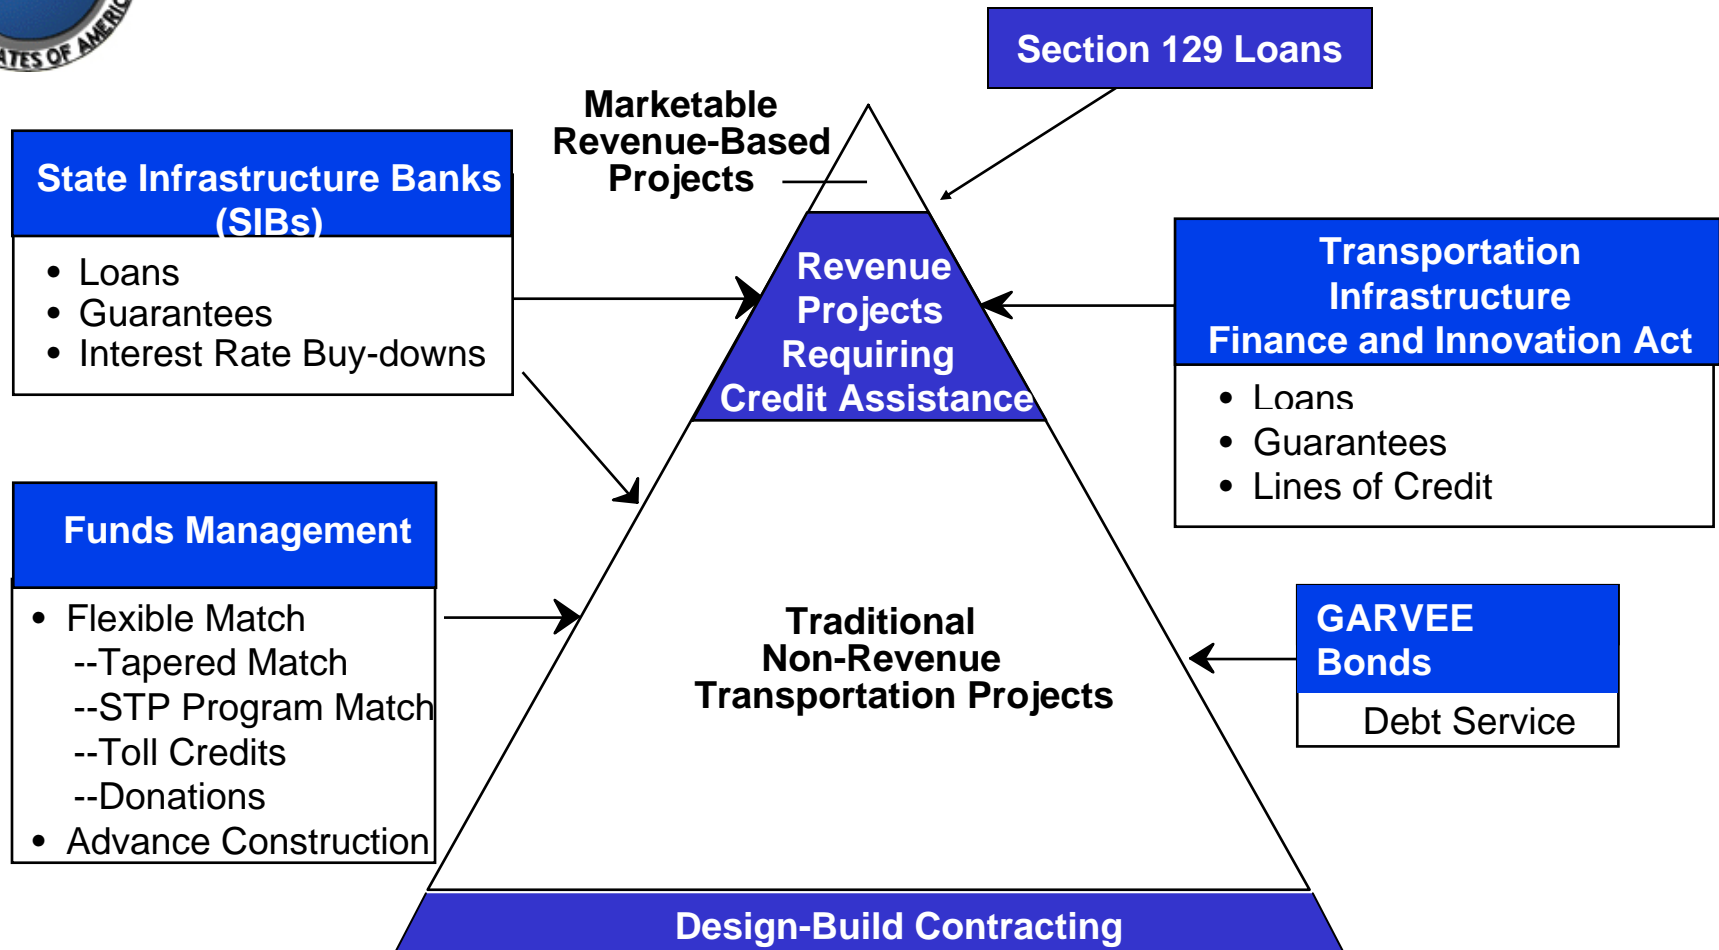 ATES OF AMERIC
Section 129 Loans
Marketable
Revenue-Based
Projects
State Infrastructure Banks
(SIBs)
• Loans
• Guarantees
• Interest Rate Buy-downs
Revenue
Projects
Requiring
Credit Assistance
Transportation
Infrastructure
Finance and Innovation Act
• Loans
• Guarantees
• Lines of Credit
Funds Management
• Flexible Match
--Tapered Match
--STP Program Match
--Toll Credits
--Donations
• Advance Construction
Traditional
Non-Revenue
Transportation Projects
GARVEE
Bonds
Debt Service
Design-Build Contracting